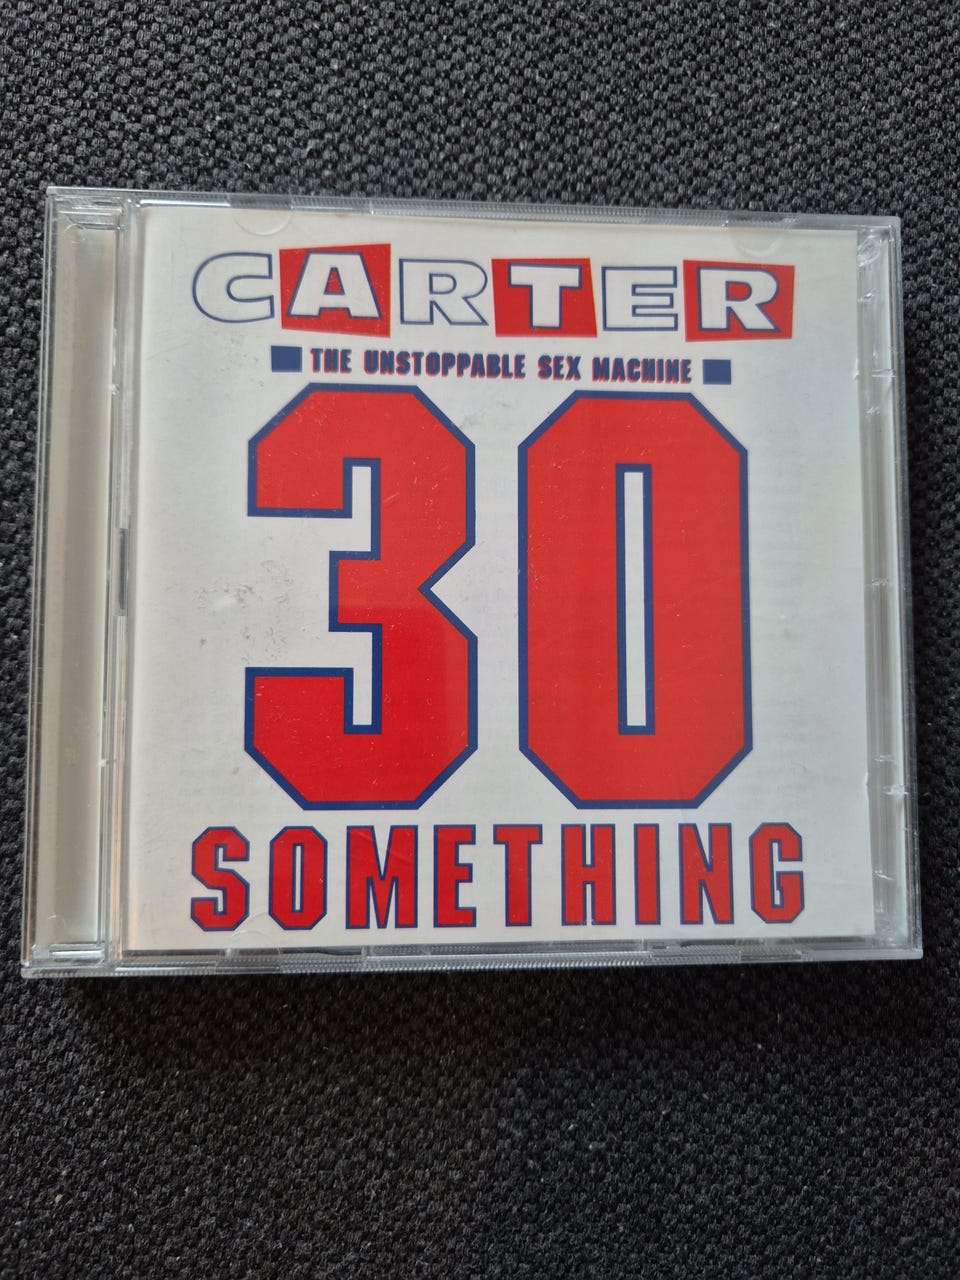 CARTER
THE UNSTOPPABLE SEX MACHINE
30
SOMETHING